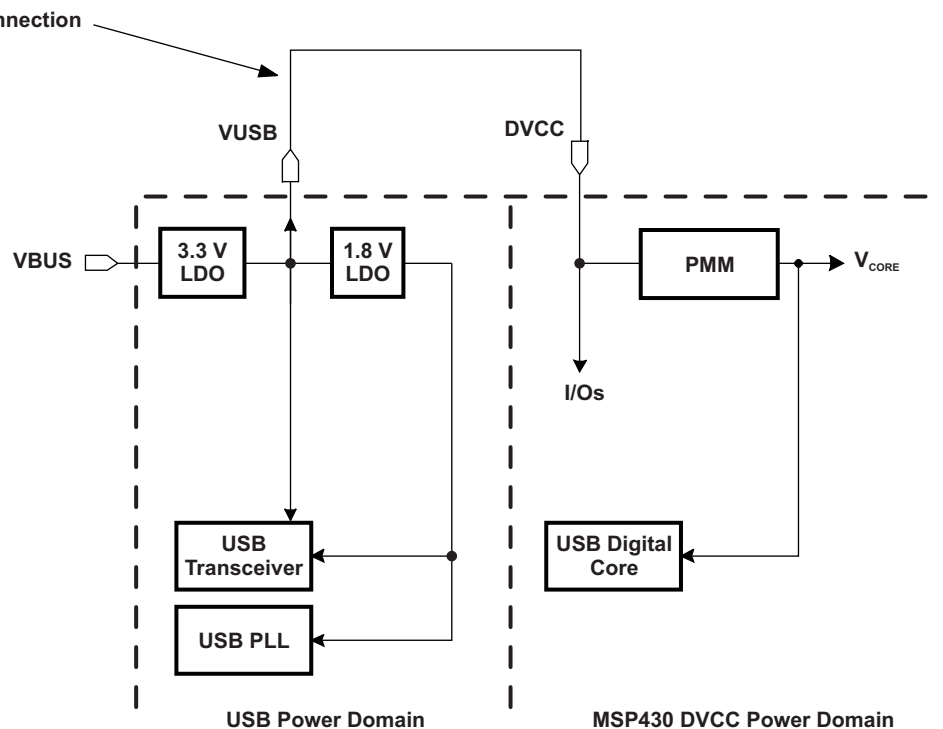 nnection
VUSB
DVCC
VBUS
3.3 V
LDO
1.8 V
LDO
PMM
VCORE
I/Os
USB
Transceiver
USB Digital
Core
USB PLL
USB Power Domain
MSP430 DVCC Power Domain